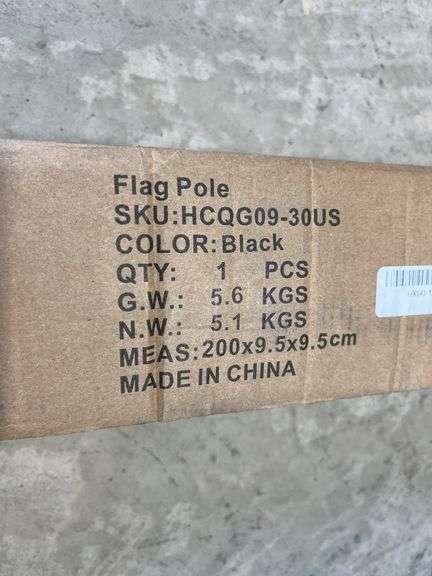 Flag Pole
SKU:HCQG09-30US
COLOR:Black
QTY: 1 PCS
G.W.: 5.6 KGS
N.W.: 5.1 KGS
MEAS:200x9.5x9.5cm
MADE IN CHINA